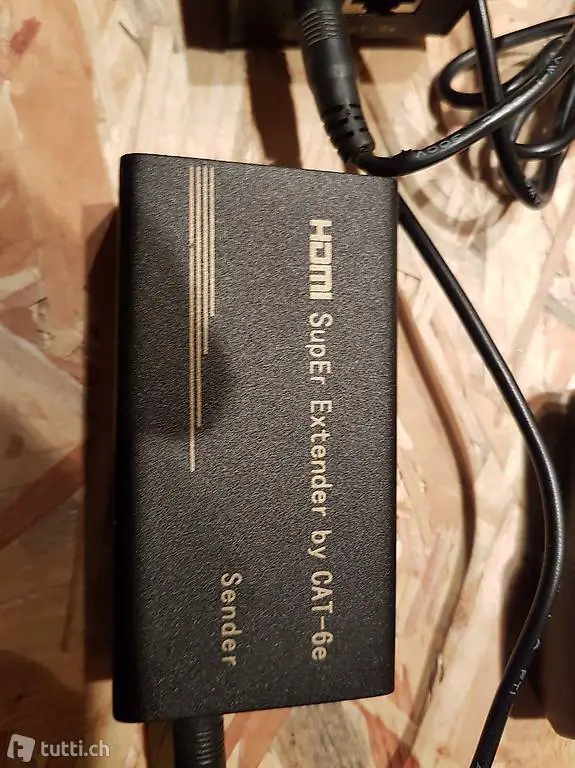 HDMI SupEr Extender by CAT-6e
Sender
tutti.ch